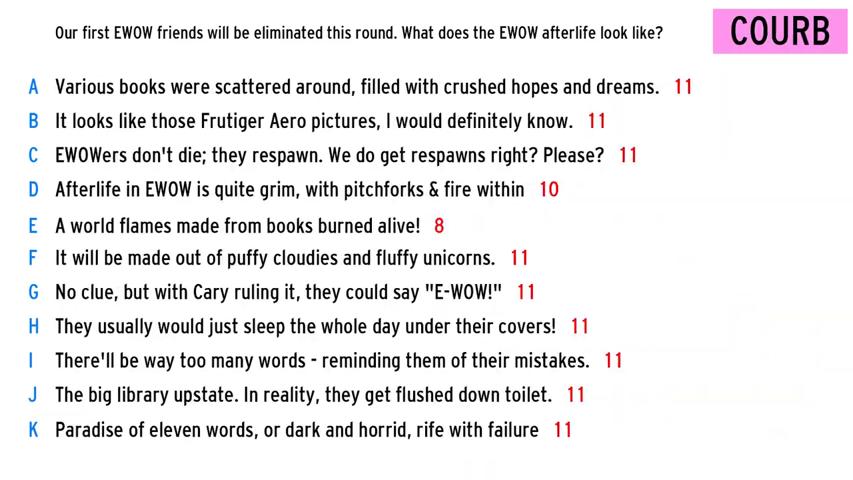 Our first EWOW friends will be eliminated this round. What does the EWOW afterlife look like?
COURB
A Various books were scattered around, filled with crushed hopes and dreams. 11
B It looks like those Frutiger Aero pictures, I would definitely know. 11
C EWOWers don't die; they respawn. We do get respawns right? Please? 11
D Afterlife in EWOW is quite grim, with pitchforks & fire within 10
E A world flames made from books burned alive! 8
F It will be made out of puffy cloudies and fluffy unicorns. 11
G No clue, but with Cary ruling it, they could say "E-WOW!" 11
H They usually would just sleep the whole day under their covers! 11
I There'll be way too many words - reminding them of their mistakes. 11
J The big library upstate. In reality, they get flushed down toilet. 11
K Paradise of eleven words, or dark and horrid, rife with failure 11